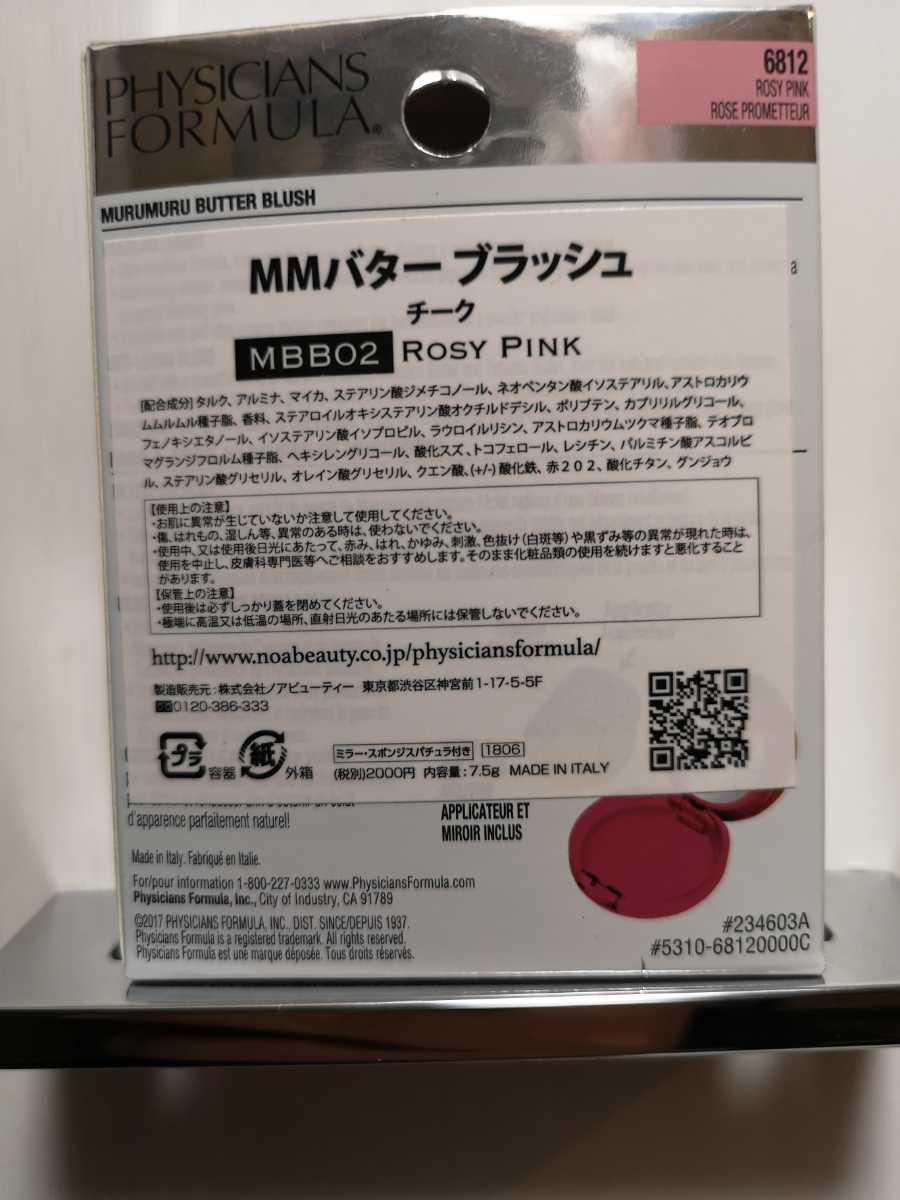 PHYSICIANS
FORMULA®
6812
ROSY PINK
ROSE PROMETTEUR
MURUMURU BUTTER BLUSH
MMバター ブラッシュ
チーク
MBB02 ROSY PINK
[配合成分]タルク、アルミナ、マイカ、ステアリン酸ジメチコノール、ネオペンタン酸イソステアリル、アストロカリウ
ムムルムル種子脂、香料、ステアロイルオキシステアリン酸オクチルドデシル、ポリブテン、カプリリルグリコール、
フェノキシエタノール、イソステアリン酸イソプロピル、ラウロイルリシン、アストロカリウムツクマ種子脂、テオブロ
マグランジフロルム種子脂、ヘキシレングリコール、酸化スズ、トコフェロール、レシチン、パルミチン酸アスコルビ
ル、ステアリン酸グリセリル、オレイン酸グリセリル、クエン酸、(+/-)酸化鉄、赤202、酸化チタン、グンジョウ
【使用上の注意】
・お肌に異常が生じていないか注意して使用してください。
・傷、はれもの、湿しん等、異常のある時は、使わないでください。
・使用中、又は使用後日光にあたって、赤み、はれ、かゆみ、刺激、色抜け(白斑等)や黒ずみ等の異常が現れた時は、
使用を中止し、皮膚科専門医等へご相談をおすすめします。そのまま化粧品類の使用を続けますと悪化すること
があります。
【保管上の注意】
・使用後は必ずしっかり蓋を閉めてください。
・極端に高温又は低温の場所、直射日光のあたる場所には保管しないでください。
http://www.noabeauty.co.jp/physiciansformula/
製造販売元：株式会社ノアビューティー 東京都渋谷区神宮前1-17-5-5F
0120-386-333
プラ 容器 紙 外箱
ミラー・スポンジスパチュラ付き 1806
(税別)2000円 内容量：7.5g MADE IN ITALY
d'apparence parfaitement naturel!
APPLICATEUR ET
MIROIR INCLUS
Made in Italy. Fabriqué en Italie.
For/pour information 1-800-227-0333 www.PhysiciansFormula.com
Physicians Formula, Inc., City of Industry, CA 91789
©2017 PHYSICIANS FORMULA, INC., DIST. SINCE/DEPUIS 1937.
Physicians Formula is a registered trademark. All rights reserved.
Physicians Formula est une marque déposée. Tous droits réservés.
#234603A
#5310-68120000C